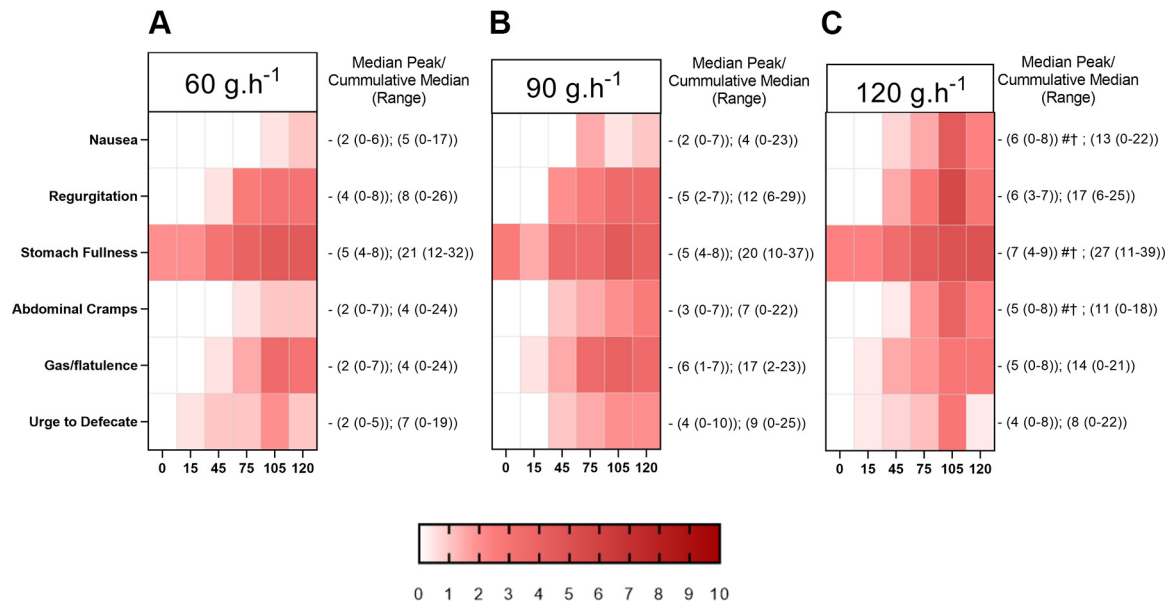 A
60 g.h-1
Median Peak/
Cummulative Median
(Range)
Nausea
- (2 (0-6)); (5 (0-17))
Regurgitation
- (4 (0-8)); (8 (0-26))
Stomach Fullness
- (5 (4-8)); (21 (12-32))
Abdominal Cramps
- (2 (0-7)); (4 (0-24))
Gas/flatulence
- (2 (0-7)); (4 (0-24))
Urge to Defecate
- (2 (0-5)); (7 (0-19))
0 15 45 75 105 120
B
90 g.h-1
Median Peak/
Cummulative Median
(Range)
- (2 (0-7)); (4 (0-23))
- (5 (2-7)); (12 (6-29))
- (5 (4-8)); (20 (10-37))
- (3 (0-7)); (7 (0-22))
- (6 (1-7)); (17 (2-23))
- (4 (0-10)); (9 (0-25))
0 15 45 75 105 120
C
120 g.h-1
Median Peak/
Cummulative Median
(Range)
- (6 (0-8)) #† ; (13 (0-22))
- (6 (3-7)); (17 (6-25))
- (7 (4-9)) #† ; (27 (11-39))
- (5 (0-8)) #† ; (11 (0-18))
- (5 (0-8)); (14 (0-21))
- (4 (0-8)); (8 (0-22))
0 15 45 75 105 120
0 1 2 3 4 5 6 7 8 9 10